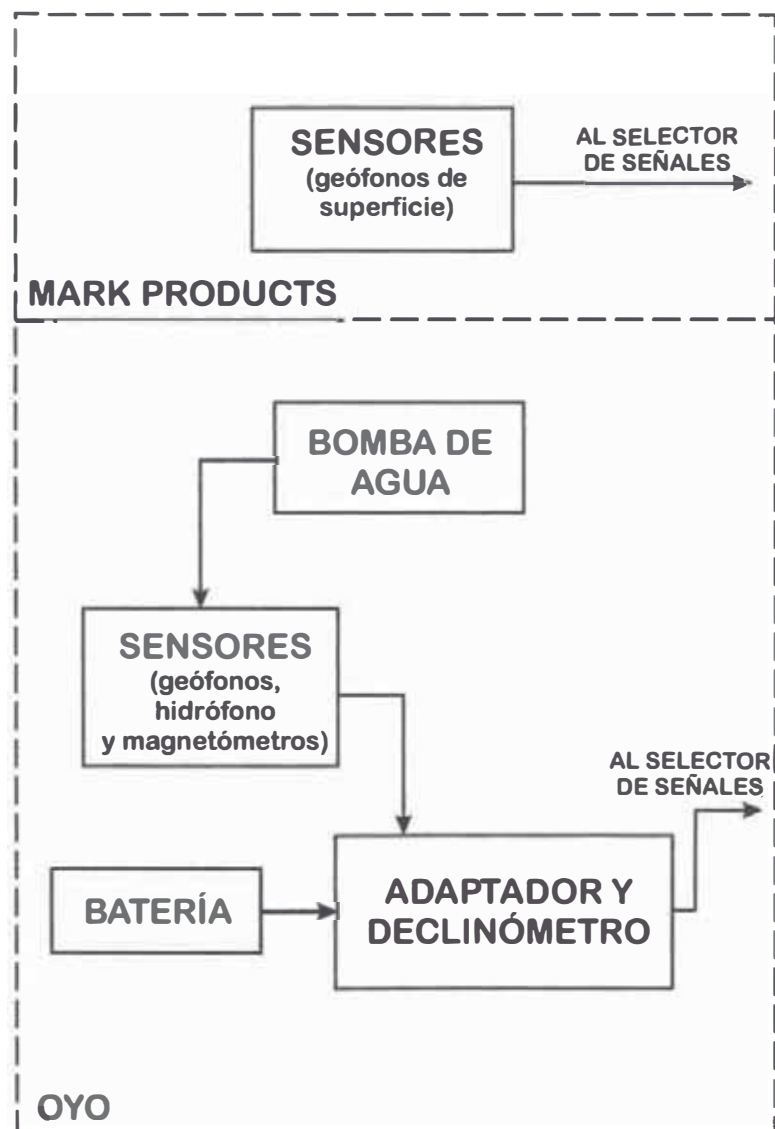 SENSORES
(geófonos de
superficie)
AL SELECTOR
DE SEÑALES
MARK PRODUCTS
BOMBA DE
AGUA
SENSORES
(geófonos,
hidrófono
y magnetómetros)
AL SELECTOR
DE SEÑALES
BATERÍA
ADAPTADOR Y
DECLINÓMETRO
OYO